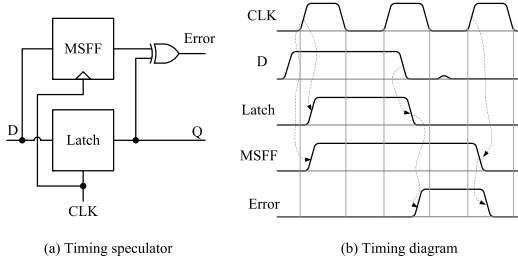 MSFF
Error
D
Latch
Q
CLK
(a) Timing speculator
CLK
D
Latch
MSFF
Error
(b) Timing diagram